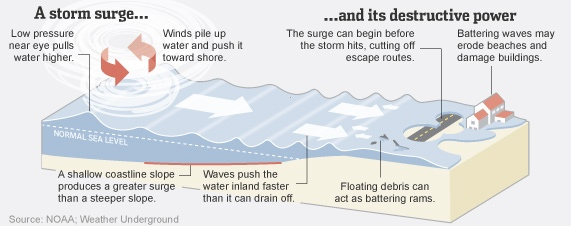 A storm surge...
Low pressure
near eye pulls
water higher.
Winds pile up
water and push it
toward shore.
...and its destructive power
The surge can begin before
the storm hits, cutting off
escape routes.
Battering waves may
erode beaches and
damage buildings.
NORMAL SEA LEVEL
A shallow coastline slope
produces a greater surge
than a steeper slope.
Waves push the
water inland faster
than it can drain off.
Floating debris can
act as battering rams.
Source: NOAA; Weather Underground